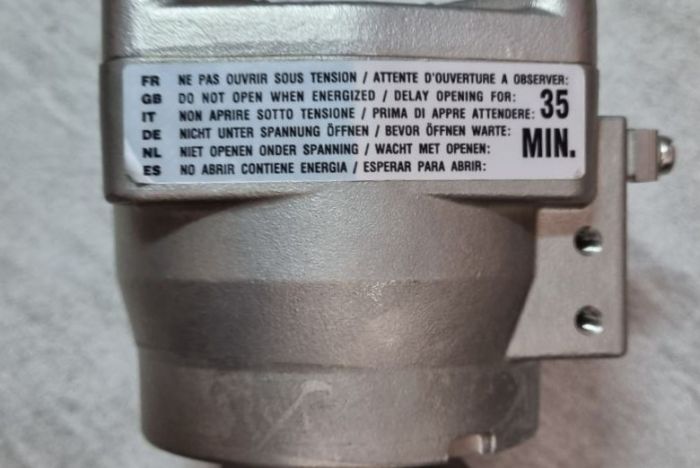 FR NE PAS OUVRIR SOUS TENSION / ATTENTE D'OUVERTURE A OBSERVER:
GB DO NOT OPEN WHEN ENERGIZED / DELAY OPENING FOR: 35
IT NON APRIRE SOTTO TENSIONE / PRIMA DI APPRE ATTENDERE:
DE NICHT UNTER SPANNUNG ÖFFNEN / BEVOR ÖFFNEN WARTE: MIN.
NL NIET OPENEN ONDER SPANNING / WACHT MET OPENEN:
ES NO ABRIR CONTIENE ENERGIA / ESPERAR PARA ABRIR: